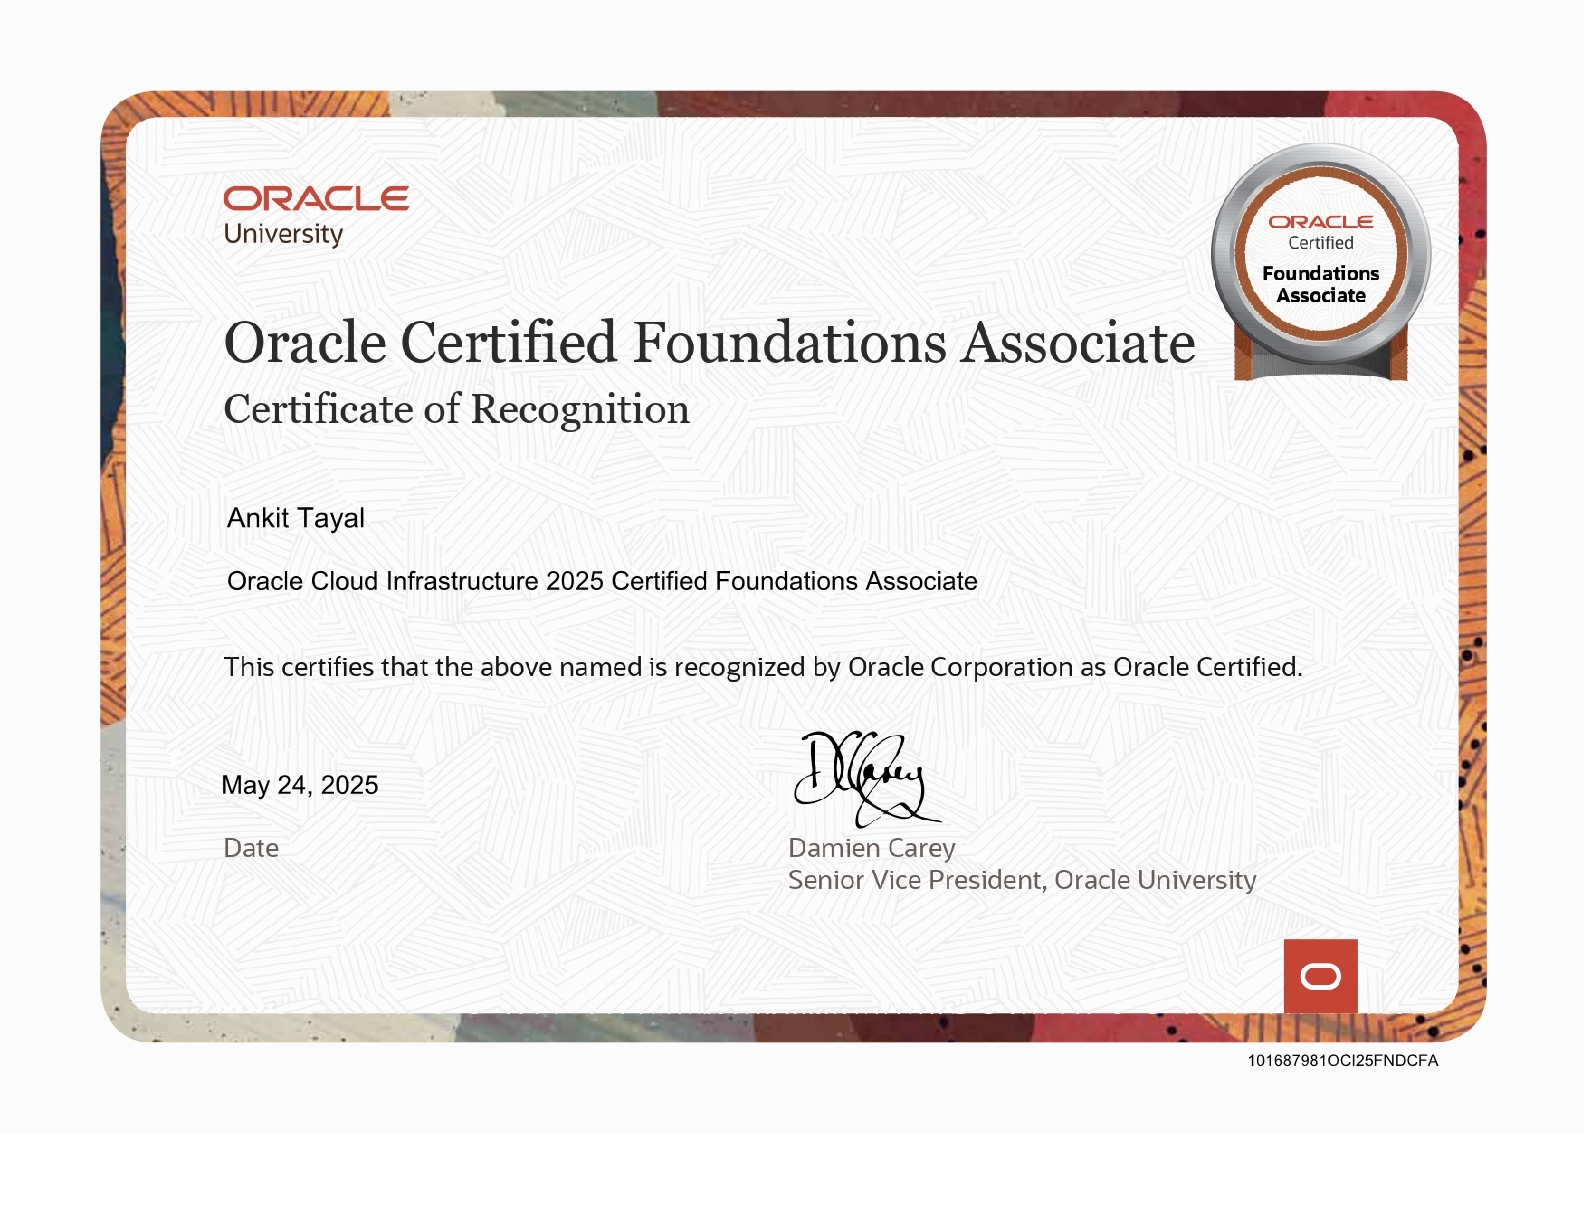 ORACLE
University
ORACLE
Certified
Foundations
Associate
Oracle Certified Foundations Associate
Certificate of Recognition
Ankit Tayal
Oracle Cloud Infrastructure 2025 Certified Foundations Associate
This certifies that the above named is recognized by Oracle Corporation as Oracle Certified.
May 24, 2025
Date
DCarey
Damien Carey
Senior Vice President, Oracle University
101687981OCI25FNDCFA